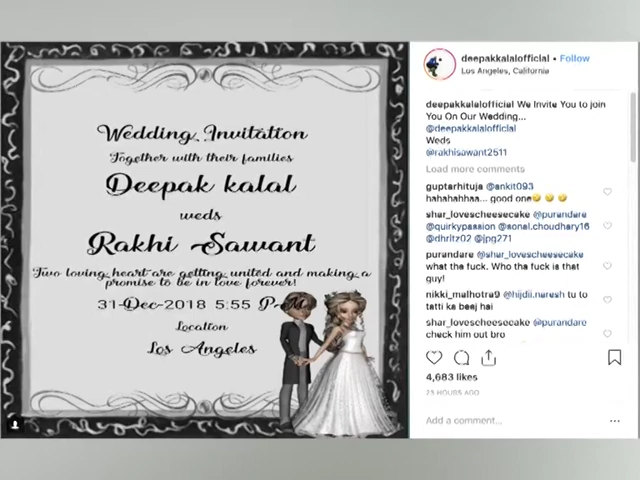 Wedding Invitation
Together with their families
Deepak kalal
weds
Rakhi Sawant
Two loving heart are getting united and making a
promise to be in love forever!
31-Dec-2018 5:55 P.M.
Location
Los Angeles
deepakkalalofficial • Follow
Los Angeles, California
deepakkalalofficial We Invite You to join
You On Our Wedding...
@deepakkalalofficial
Weds
@rakhisawant2511
Load more comments
guptarhituja @ankit093
hahahahhaa... good one🤣🤣🤣
shar_lovescheesecake @purandare
@quirkypassion @sonal.choudhary16
@dhritz02 @jpg271
purandare @shar_lovescheesecake
what tha fuck. Who tha fuck is that
guy!
nikki_malhotra9 @hijdii.naresh tu to
tatti ka beej hai
shar_lovescheesecake @purandare
check him out bro
4,683 likes
23 HOURS AGO
Add a comment...